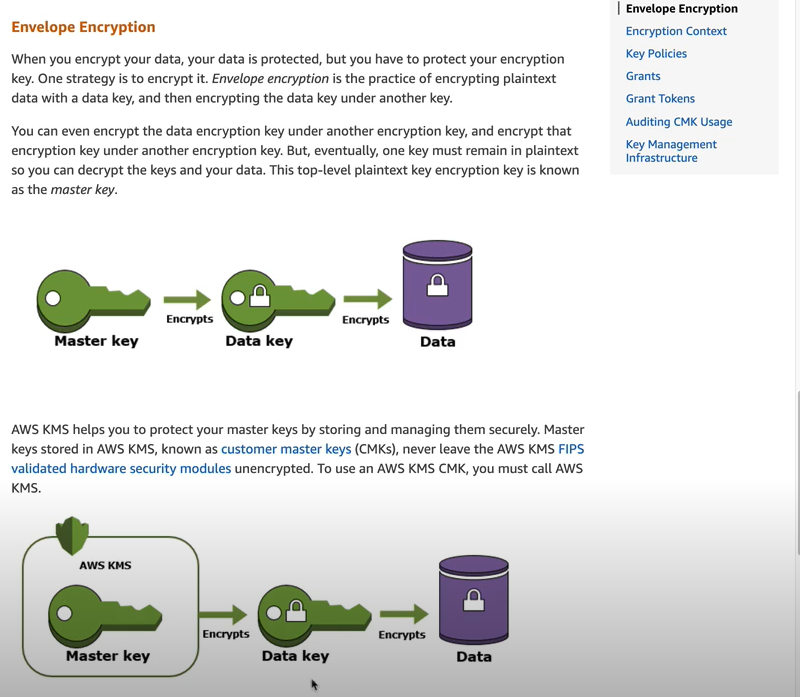 Envelope Encryption
When you encrypt your data, your data is protected, but you have to protect your encryption
key. One strategy is to encrypt it. Envelope encryption is the practice of encrypting plaintext
data with a data key, and then encrypting the data key under another key.
You can even encrypt the data encryption key under another encryption key, and encrypt that
encryption key under another encryption key. But, eventually, one key must remain in plaintext
so you can decrypt the keys and your data. This top-level plaintext key encryption key is known
as the master key.
Encrypts
Encrypts
Master key
Data key
Data
AWS KMS helps you to protect your master keys by storing and managing them securely. Master
keys stored in AWS KMS, known as customer master keys (CMKs), never leave the AWS KMS FIPS
validated hardware security modules unencrypted. To use an AWS KMS CMK, you must call AWS
KMS.
AWS KMS
Encrypts
Encrypts
Master key
Data key
Data
Envelope Encryption
Encryption Context
Key Policies
Grants
Grant Tokens
Auditing CMK Usage
Key Management
Infrastructure